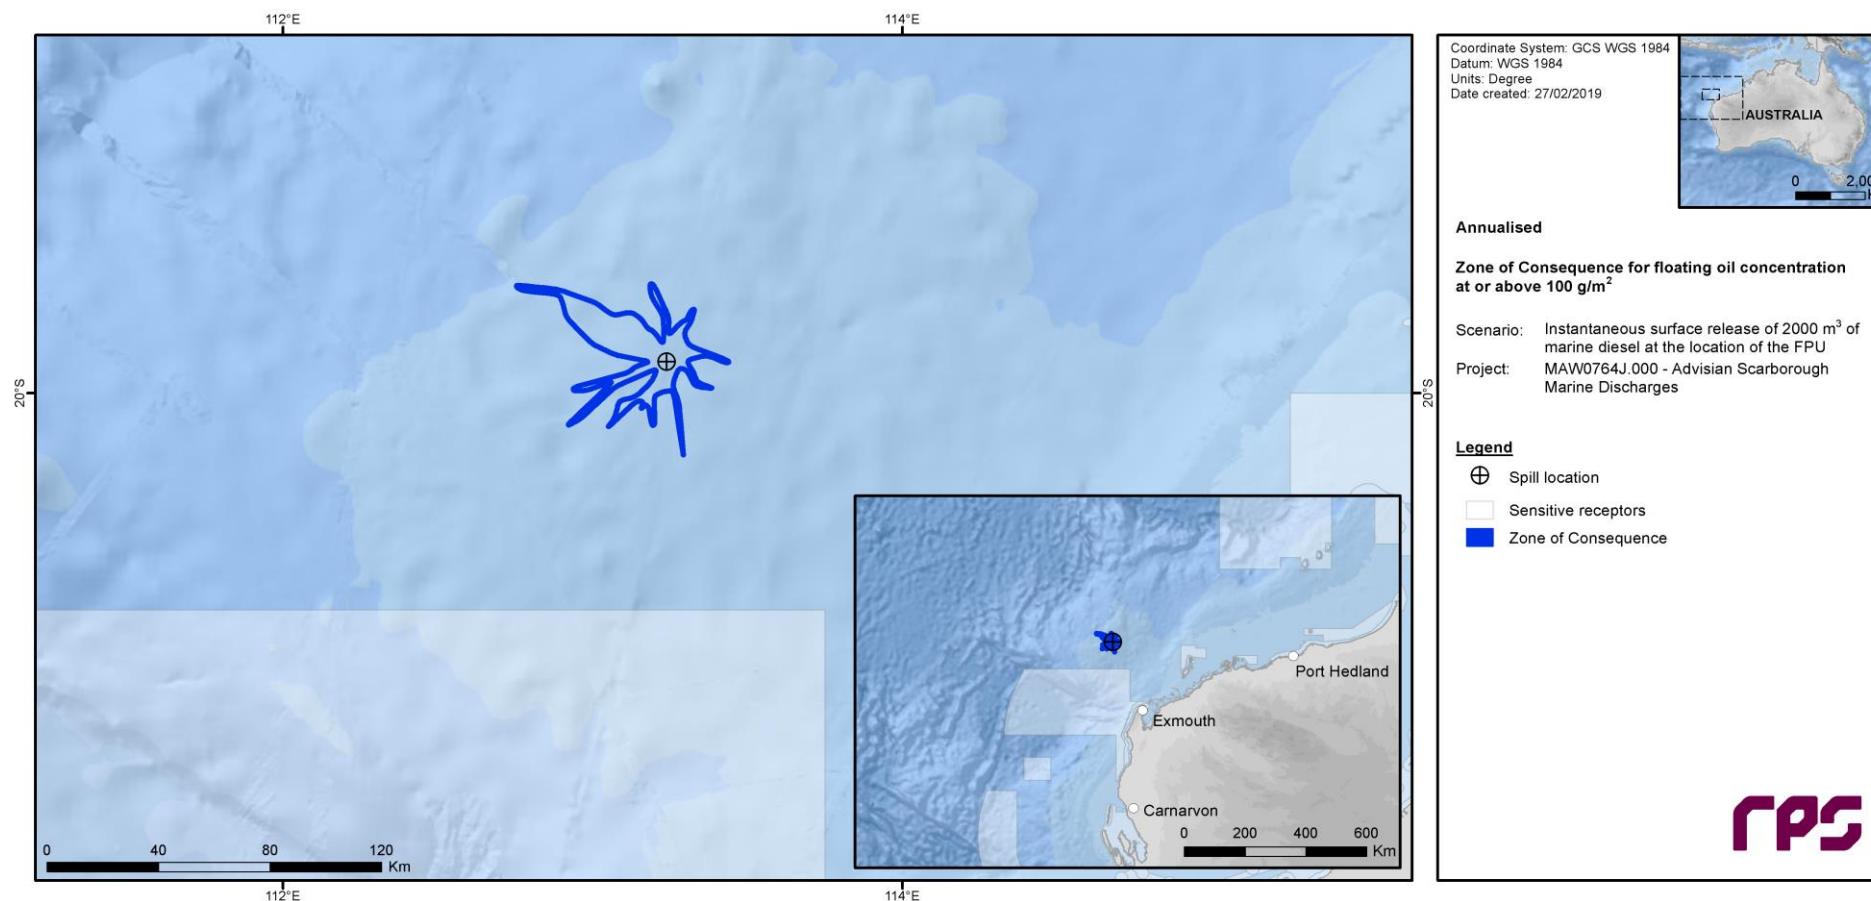 112°E
114°E
20°S
20°S
112°E
114°E
0 40 80 120
Km
Port Hedland
Exmouth
Carnarvon
0 200 400 600
Km
Coordinate System: GCS WGS 1984
Datum: WGS 1984
Units: Degree
Date created: 27/02/2019
AUSTRALIA
0 2,00
Annualised
Zone of Consequence for floating oil concentration
at or above 100 g/m²
Scenario: Instantaneous surface release of 2000 m³ of
marine diesel at the location of the FPU
Project: MAW0764J.000 - Advisian Scarborough
Marine Discharges
Legend
Spill location
Sensitive receptors
Zone of Consequence
rps